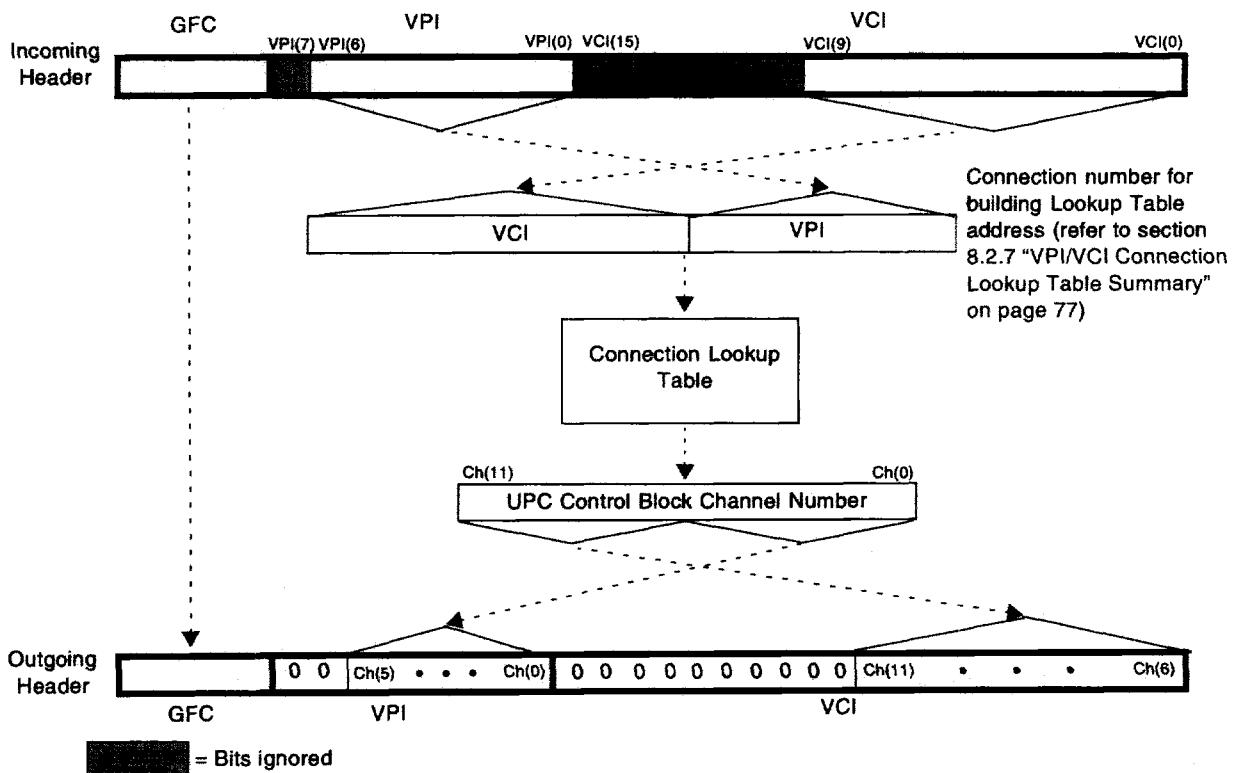 GFC
VPI
VCI
Incoming
Header
VPI(7) VPI(6)
VPI(0)
VCI(15)
VCI(9)
VCI(0)
VCI
VPI
Connection number for
building Lookup Table
address (refer to section
8.2.7 “VPI/VCI Connection
Lookup Table Summary”
on page 77)
Connection Lookup
Table
Ch(11)
Ch(0)
UPC Control Block Channel Number
Outgoing
Header
0 0 Ch(5) • • • Ch(0) 0 0 0 0 0 0 0 0 0 0 Ch(11) • • • Ch(6)
GFC
VPI
VCI
= Bits ignored